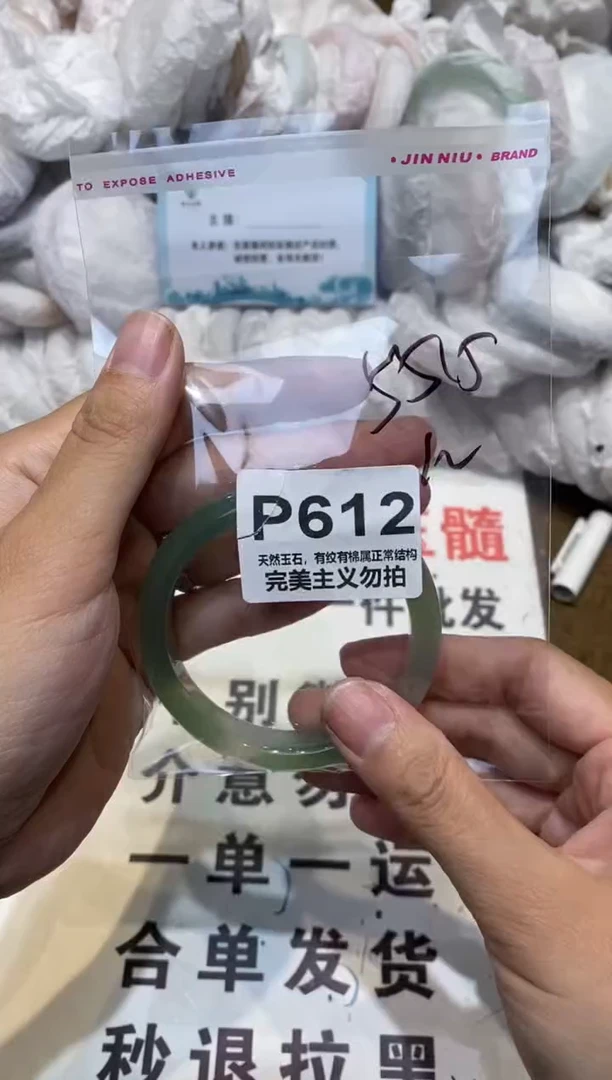 TO EXPOSE ADHESIVE
• JIN NIU • BRAND
P612
天然玉石，有纹有棉属正常结构
完美主义勿拍
髓
一件批发
别
介意勿
一单一运
合单发货
秒退拉黑